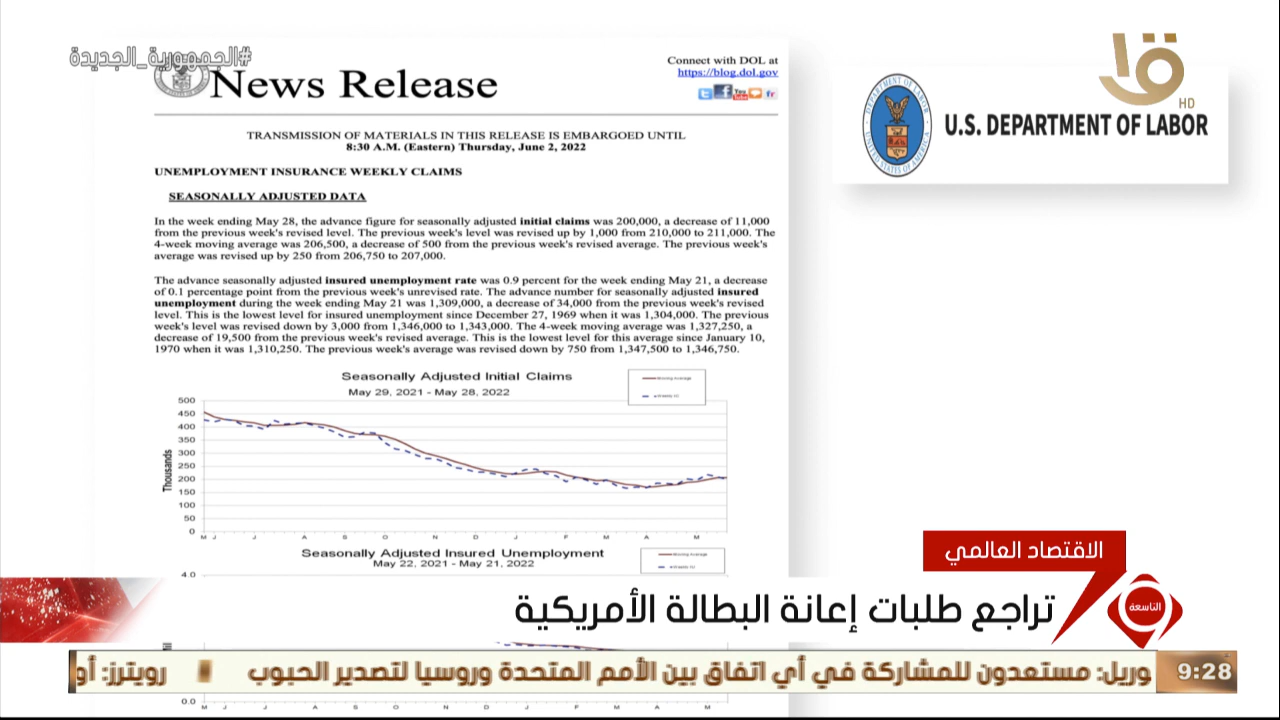 #الجمهورية_الجديدة
News Release
Connect with DOL at
https://blog.dol.gov
HD
U.S. DEPARTMENT OF LABOR
TRANSMISSION OF MATERIALS IN THIS RELEASE IS EMBARGOED UNTIL
8:30 A.M. (Eastern) Thursday, June 2, 2022
UNEMPLOYMENT INSURANCE WEEKLY CLAIMS
SEASONALLY ADJUSTED DATA
In the week ending May 28, the advance figure for seasonally adjusted initial claims was 200,000, a decrease of 11,000
from the previous week's revised level. The previous week's level was revised up by 1,000 from 210,000 to 211,000. The
4-week moving average was 206,500, a decrease of 500 from the previous week's revised average. The previous week's
average was revised up by 250 from 206,750 to 207,000.
The advance seasonally adjusted insured unemployment rate was 0.9 percent for the week ending May 21, a decrease
of 0.1 percentage point from the previous week's unrevised rate. The advance number for seasonally adjusted insured
unemployment during the week ending May 21 was 1,309,000, a decrease of 34,000 from the previous week's revised
level. This is the lowest level for insured unemployment since December 27, 1969 when it was 1,304,000. The previous
week's level was revised down by 3,000 from 1,346,000 to 1,343,000. The 4-week moving average was 1,327,250, a
decrease of 19,500 from the previous week's revised average. This is the lowest level for this average since January 10,
1970 when it was 1,310,250. The previous week's average was revised down by 750 from 1,347,500 to 1,346,750.
Seasonally Adjusted Initial Claims
May 29, 2021 - May 28, 2022
Moving Average
Thousands
500
450
400
350
300
250
200
150
100
50
0
M J J A S O N D J F M A M
Seasonally Adjusted Insured Unemployment
May 22, 2021 - May 21, 2022
Moving Average
4.0
الاقتصاد العالمي
التاسعة
تراجع طلبات إعانة البطالة الأمريكية
9:28
وريل: مستعدون للمشاركة في أي اتفاق بين الأمم المتحدة وروسيا لتصدير الحبوب
رويترز: أو
0.0
M J J A S O N D J F M A M